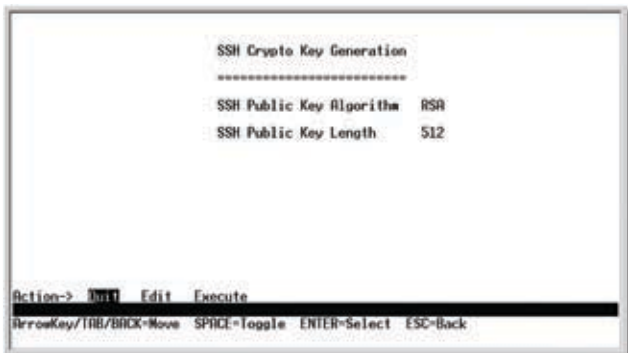 SSH Crypto Key Generation
=========================
SSH Public Key Algorithm RSA
SSH Public Key Length 512
Action-> Quit Edit Execute
ArrowKey/TAB/BACK=Move SPACE=Toggle ENTER=Select ESC=Back